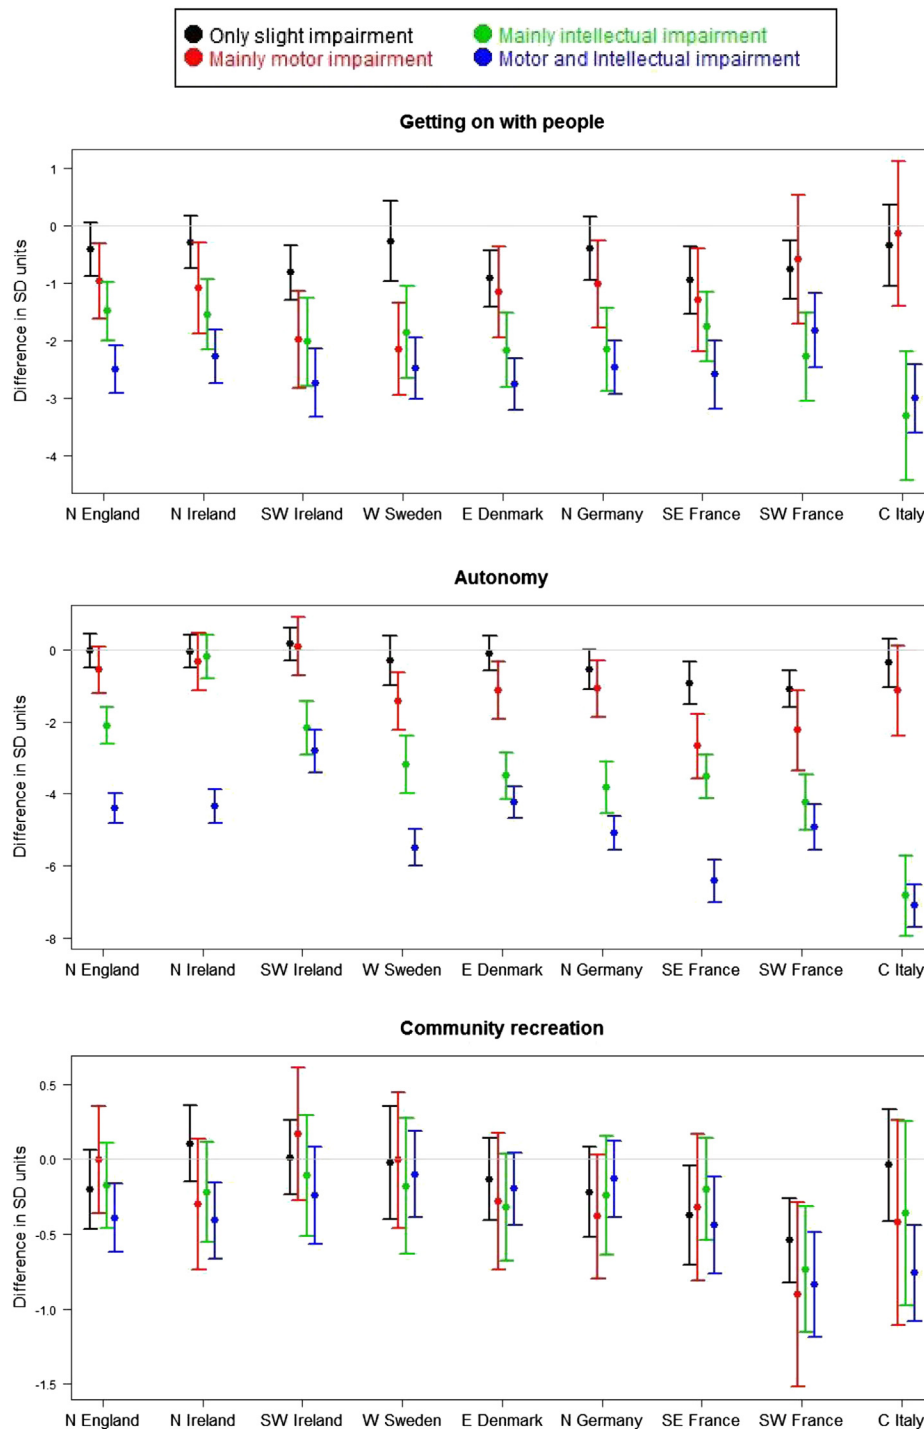 Only slight impairment Mainly intellectual impairment
Mainly motor impairment Motor and Intellectual impairment
Getting on with people
Difference in SD units
1
0
-1
-2
-3
-4
N England N Ireland SW Ireland W Sweden E Denmark N Germany SE France SW France C Italy
Autonomy
Difference in SD units
0
-2
-4
-6
-8
N England N Ireland SW Ireland W Sweden E Denmark N Germany SE France SW France C Italy
Community recreation
Difference in SD units
0.5
0.0
-0.5
-1.0
-1.5
N England N Ireland SW Ireland W Sweden E Denmark N Germany SE France SW France C Italy